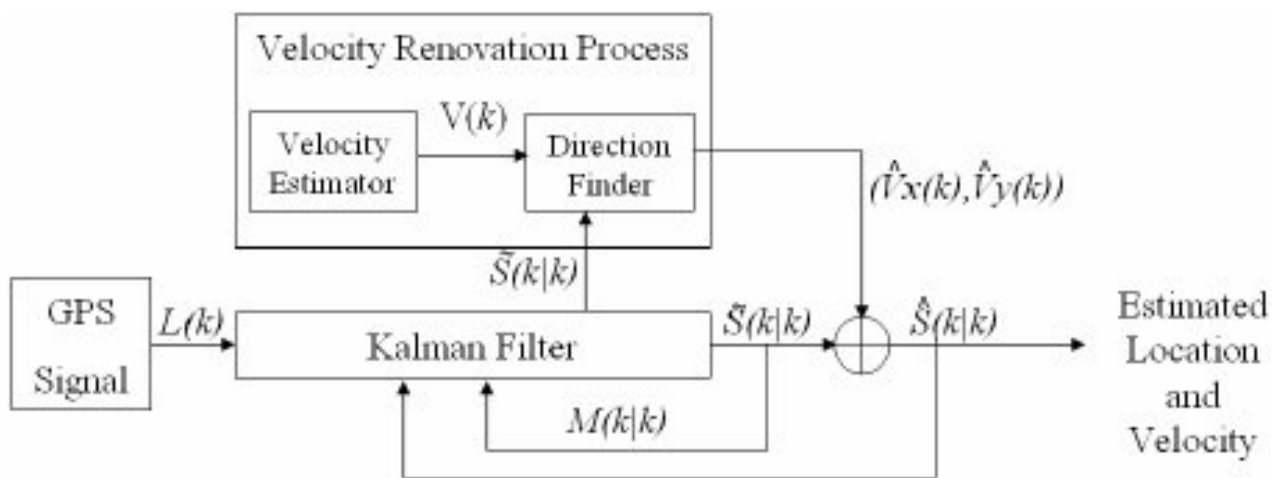 Velocity Renovation Process
Velocity
Estimator
V(k)
Direction
Finder
(V̂x(k),V̂y(k))
S̃(k|k)
GPS
Signal
L(k)
Kalman Filter
S̃(k|k)
Ŝ(k|k)
M(k|k)
Estimated
Location
and
Velocity